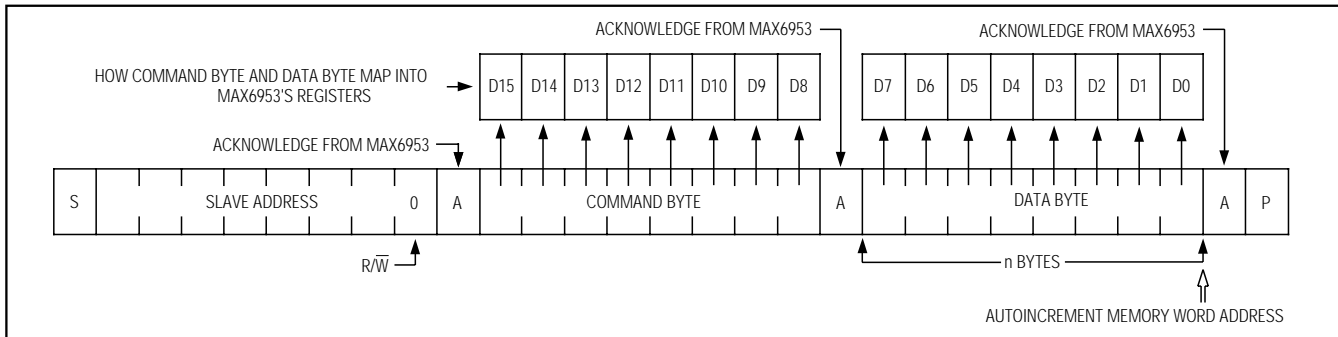 ACKNOWLEDGE FROM MAX6953
ACKNOWLEDGE FROM MAX6953
HOW COMMAND BYTE AND DATA BYTE MAP INTO
MAX6953'S REGISTERS
D15 D14 D13 D12 D11 D10 D9 D8
D7 D6 D5 D4 D3 D2 D1 D0
ACKNOWLEDGE FROM MAX6953
S SLAVE ADDRESS 0 A COMMAND BYTE A DATA BYTE A P
R/W̅
n BYTES
AUTOINCREMENT MEMORY WORD ADDRESS